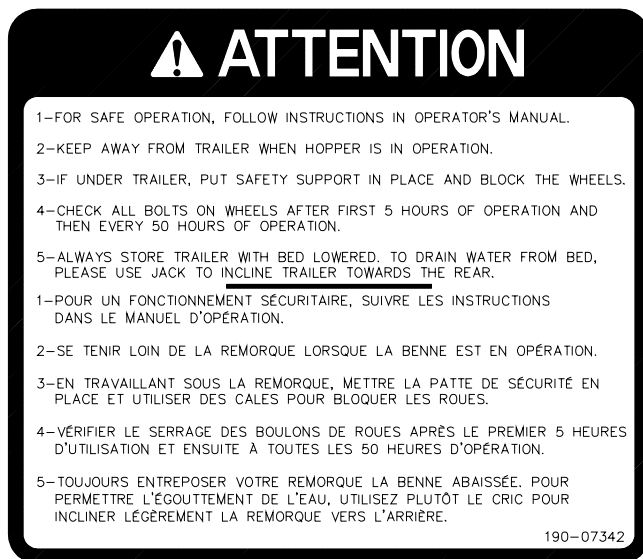 ATTENTION
1-FOR SAFE OPERATION, FOLLOW INSTRUCTIONS IN OPERATOR'S MANUAL.
2-KEEP AWAY FROM TRAILER WHEN HOPPER IS IN OPERATION.
3-IF UNDER TRAILER, PUT SAFETY SUPPORT IN PLACE AND BLOCK THE WHEELS.
4-CHECK ALL BOLTS ON WHEELS AFTER FIRST 5 HOURS OF OPERATION AND
THEN EVERY 50 HOURS OF OPERATION.
5-ALWAYS STORE TRAILER WITH BED LOWERED. TO DRAIN WATER FROM BED,
PLEASE USE JACK TO INCLINE TRAILER TOWARDS THE REAR.
1-POUR UN FONCTIONNEMENT SÉCURITAIRE, SUIVRE LES INSTRUCTIONS
DANS LE MANUEL D'OPÉRATION.
2-SE TENIR LOIN DE LA REMORQUE LORSQUE LA BENNE EST EN OPÉRATION.
3-EN TRAVAILLANT SOUS LA REMORQUE, METTRE LA PATTE DE SÉCURITÉ EN
PLACE ET UTILISER DES CALES POUR BLOQUER LES ROUES.
4-VÉRIFIER LE SERRAGE DES BOULONS DE ROUES APRÈS LE PREMIER 5 HEURES
D'UTILISATION ET ENSUITE À TOUTES LES 50 HEURES D'OPÉRATION.
5-TOUJOURS ENTREPOSER VOTRE REMORQUE LA BENNE ABAISSÉE. POUR
PERMETTRE L'ÉGOUTTEMENT DE L'EAU, UTILISEZ PLUTÔT LE CRIC POUR
INCLINER LÉGÈREMENT LA REMORQUE VERS L'ARRIÈRE.
190-07342